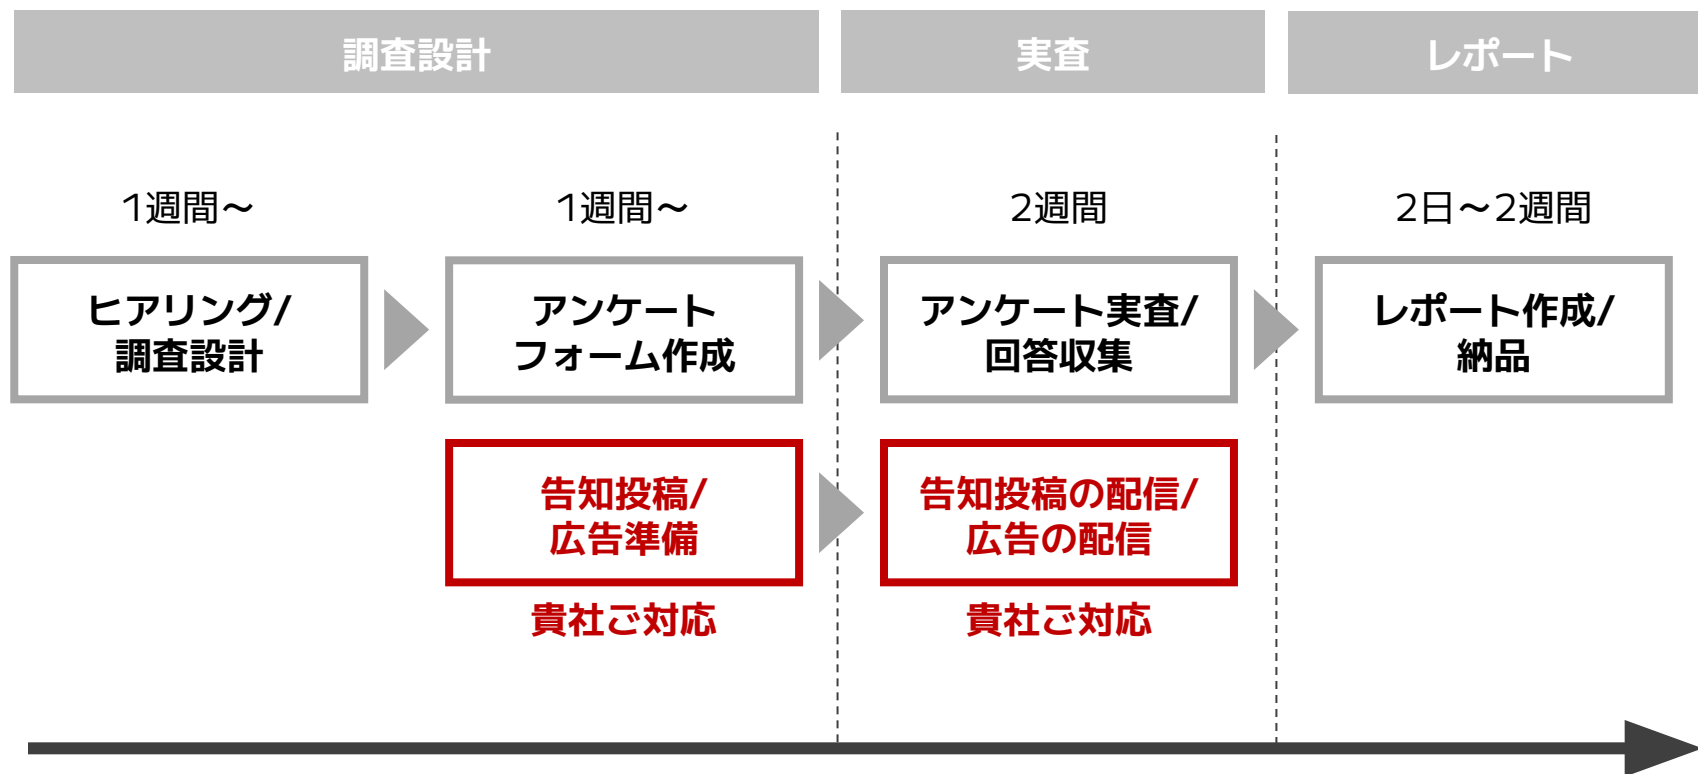 調査設計
実査
レポート
1週間～
1週間～
2週間
2日～2週間
ヒアリング/
調査設計
アンケート
フォーム作成
アンケート実査/
回答収集
レポート作成/
納品
告知投稿/
広告準備
告知投稿の配信/
広告の配信
貴社ご対応
貴社ご対応